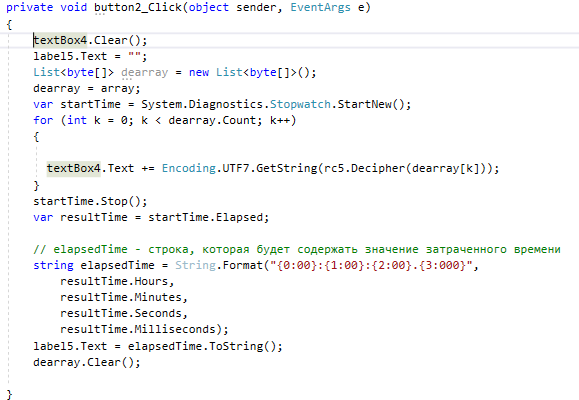 private void button2_Click(object sender, EventArgs e)
{
textBox4.Clear();
label5.Text = "";
List<byte[]> dearray = new List<byte[]>();
dearray = array;
var startTime = System.Diagnostics.Stopwatch.StartNew();
for (int k = 0; k < dearray.Count; k++)
{
textBox4.Text += Encoding.UTF7.GetString(rc5.Decipher(dearray[k]));
}
startTime.Stop();
var resultTime = startTime.Elapsed;
// elapsedTime - строка, которая будет содержать значение затраченного времени
string elapsedTime = String.Format("{0:00}:{1:00}:{2:00}.{3:000}",
resultTime.Hours,
resultTime.Minutes,
resultTime.Seconds,
resultTime.Milliseconds);
label5.Text = elapsedTime.ToString();
dearray.Clear();
}